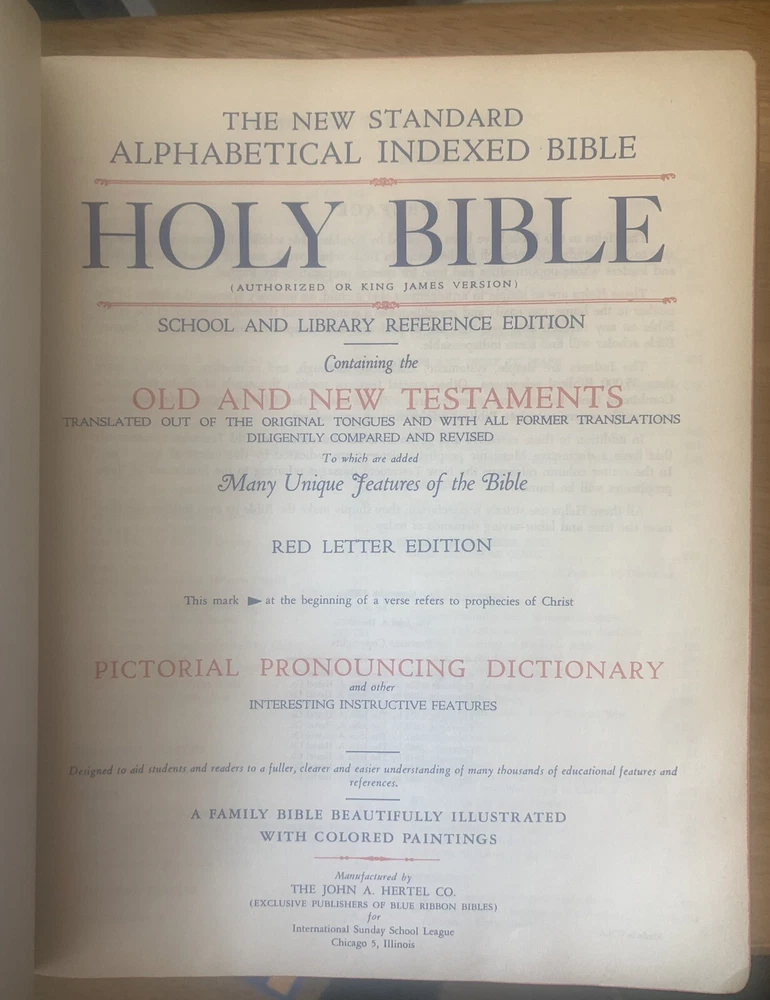 THE NEW STANDARD
ALPHABETICAL INDEXED BIBLE
HOLY BIBLE
(AUTHORIZED OR KING JAMES VERSION)
SCHOOL AND LIBRARY REFERENCE EDITION
Containing the
OLD AND NEW TESTAMENTS
TRANSLATED OUT OF THE ORIGINAL TONGUES AND WITH ALL FORMER TRANSLATIONS
DILIGENTLY COMPARED AND REVISED
To which are added
Many Unique Features of the Bible
RED LETTER EDITION
This mark ► at the beginning of a verse refers to prophecies of Christ
PICTORIAL PRONOUNCING DICTIONARY
and other
INTERESTING INSTRUCTIVE FEATURES
Designed to aid students and readers to a fuller, clearer and easier understanding of many thousands of educational features and
references.
A FAMILY BIBLE BEAUTIFULLY ILLUSTRATED
WITH COLORED PAINTINGS
Manufactured by
THE JOHN A. HERTEL CO.
(EXCLUSIVE PUBLISHERS OF BLUE RIBBON BIBLES)
for
International Sunday School League
Chicago 5, Illinois